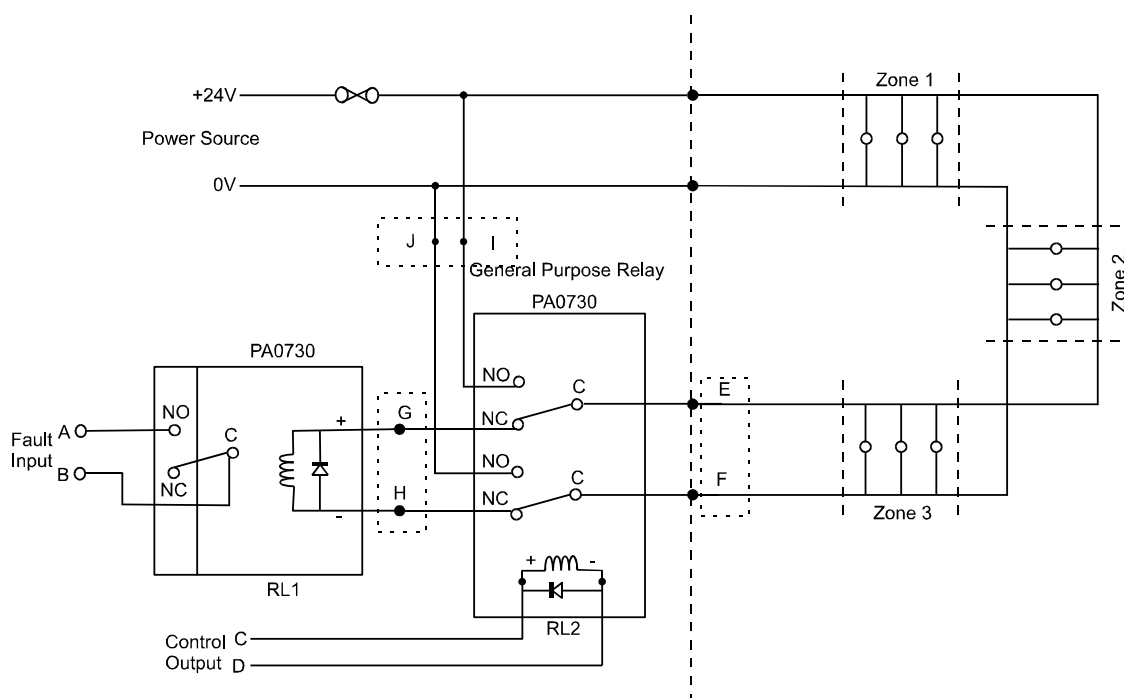 Zone 1
+24V
Power Source
0V
J
I
General Purpose Relay
PA0730
Zone 2
PA0730
NO
C
E
NO
G
NC
+
Fault
Input
A
C
NO
B
C
F
NC
H
NC
-
Zone 3
+
-
RL1
RL2
Control
Output
C
D